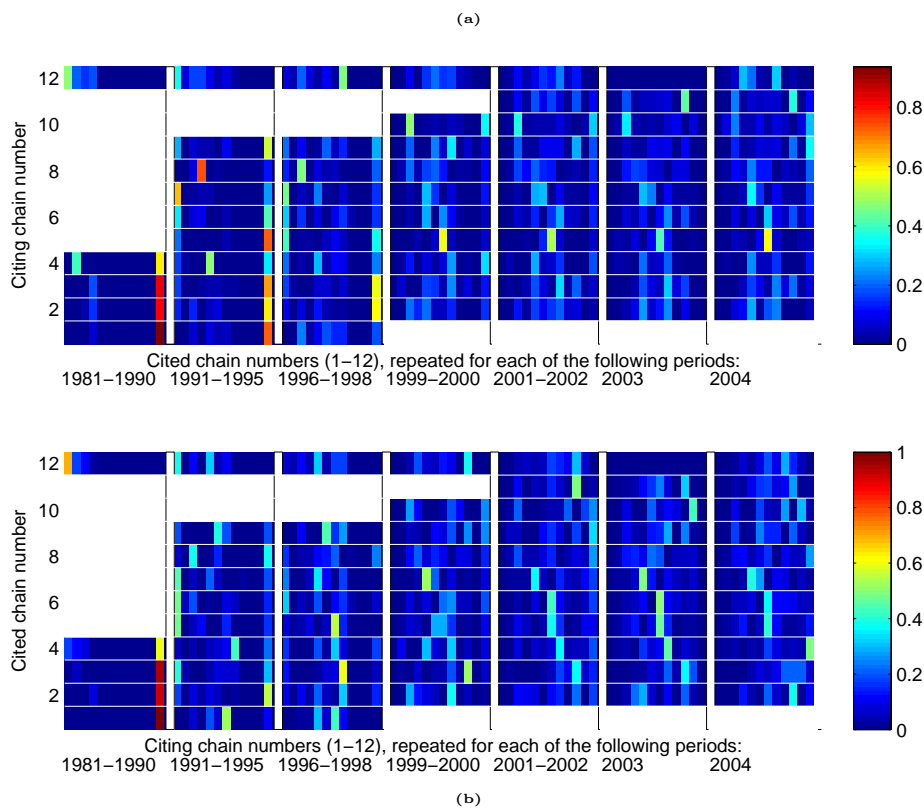 (a)
12
10
8
6
4
2
Citing chain number
0.8
0.6
0.4
0.2
0
Cited chain numbers (1−12), repeated for each of the following periods:
1981−1990 1991−1995 1996−1998 1999−2000 2001−2002 2003 2004
12
10
8
6
4
2
Cited chain number
1
0.8
0.6
0.4
0.2
0
Citing chain numbers (1−12), repeated for each of the following periods:
1981−1990 1991−1995 1996−1998 1999−2000 2001−2002 2003 2004
(b)